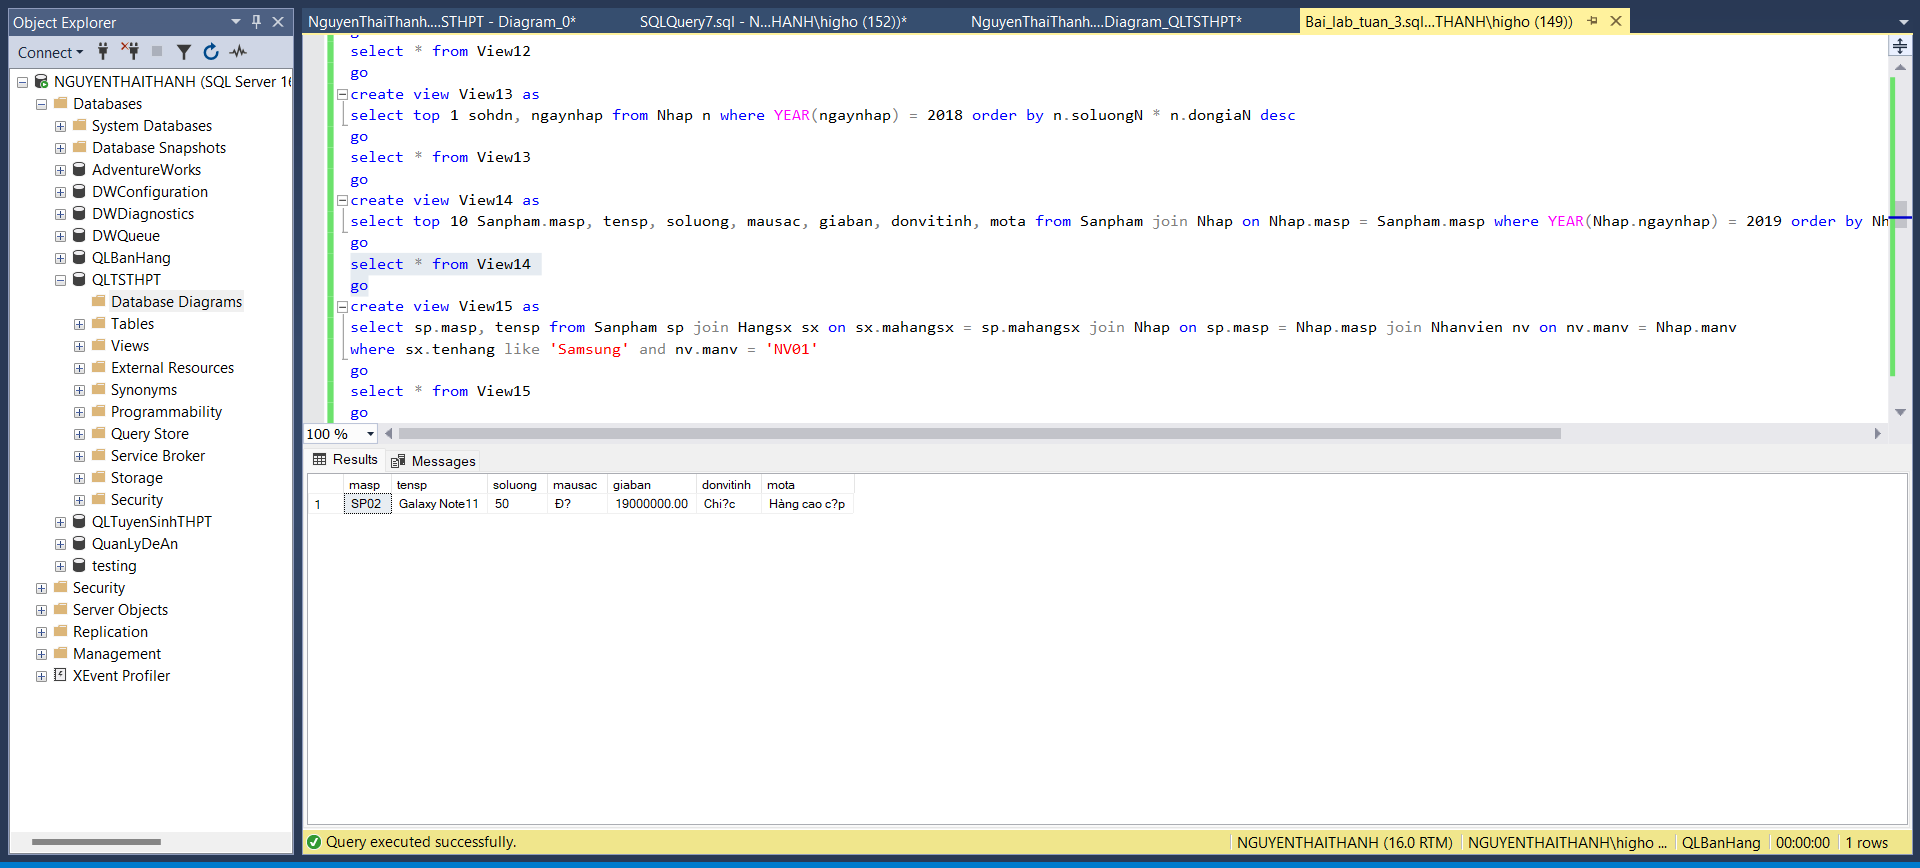 Object Explorer
Connect
NGUYENTHAITHANH (SQL Server 16
Databases
System Databases
Database Snapshots
AdventureWorks
DWConfiguration
DWDiagnostics
DWQueue
QLBanHang
QLTSTHPT
Database Diagrams
Tables
Views
External Resources
Synonyms
Programmability
Query Store
Service Broker
Storage
Security
QLTuyenSinhTHPT
QuanLyDeAn
testing
Security
Server Objects
Replication
Management
XEvent Profiler
NguyenThaiThanh....STHPT - Diagram_0*
SQLQuery7.sql - N...HANH\higho (152))*
NguyenThaiThanh....Diagram_QLTSTHPT*
Bai_lab_tuan_3.sql...THANH\higho (149))
select * from View12
go
create view View13 as
select top 1 sohdn, ngaynhap from Nhap n where YEAR(ngaynhap) = 2018 order by n.soluongN * n.dongiaN desc
go
select * from View13
go
create view View14 as
select top 10 Sanpham.masp, tensp, soluong, mausac, giaban, donvitinh, mota from Sanpham join Nhap on Nhap.masp = Sanpham.masp where YEAR(Nhap.ngaynhap) = 2019 order by Nh
go
select * from View14
go
create view View15 as
select sp.masp, tensp from Sanpham sp join Hangsx sx on sx.mahangsx = sp.mahangsx join Nhap on sp.masp = Nhap.masp join Nhanvien nv on nv.manv = Nhap.manv
where sx.tenhang like 'Samsung' and nv.manv = 'NV01'
go
select * from View15
go
100 %
Results Messages
masp tensp soluong mausac giaban donvitinh mota
1 SP02 Galaxy Note11 50 Đ? 19000000.00 Chi?c Hàng cao c?p
Query executed successfully. NGUYENTHAITHANH (16.0 RTM) NGUYENTHAITHANH\higho ... QLBanHang 00:00:00 1 rows